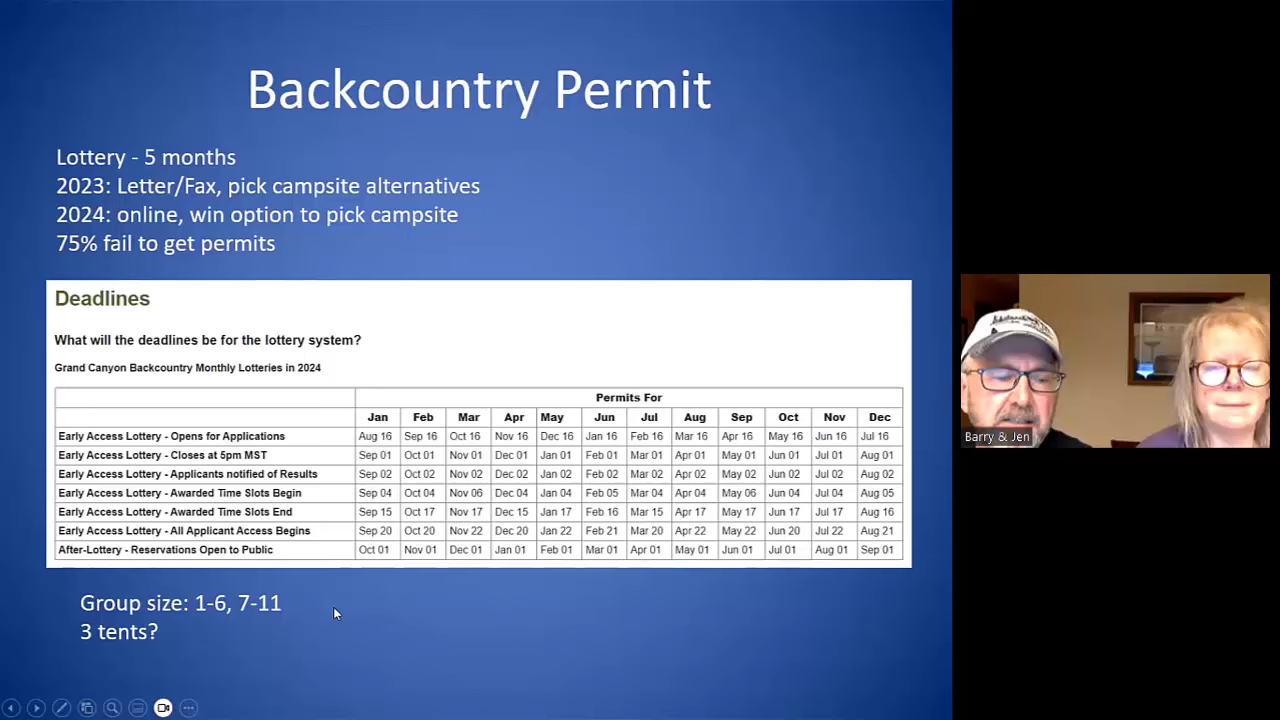 Backcountry Permit
Lottery - 5 months
2023: Letter/Fax, pick campsite alternatives
2024: online, win option to pick campsite
75% fail to get permits
Deadlines
What will the deadlines be for the lottery system?
Grand Canyon Backcountry Monthly Lotteries in 2024
Permits For
Jan Feb Mar Apr May Jun Jul Aug Sep Oct Nov Dec
Early Access Lottery - Opens for Applications Aug 16 Sep 16 Oct 16 Nov 16 Dec 16 Jan 16 Feb 16 Mar 16 Apr 16 May 16 Jun 16 Jul 16
Early Access Lottery - Closes at 5pm MST Sep 01 Oct 01 Nov 01 Dec 01 Jan 01 Feb 01 Mar 01 Apr 01 May 01 Jun 01 Jul 01 Aug 01
Early Access Lottery - Applicants notified of Results Sep 02 Oct 02 Nov 02 Dec 02 Jan 02 Feb 02 Mar 02 Apr 02 May 02 Jun 02 Jul 02 Aug 02
Early Access Lottery - Awarded Time Slots Begin Sep 04 Oct 04 Nov 06 Dec 04 Jan 04 Feb 05 Mar 04 Apr 04 May 06 Jun 04 Jul 04 Aug 05
Early Access Lottery - Awarded Time Slots End Sep 15 Oct 17 Nov 17 Dec 15 Jan 17 Feb 16 Mar 15 Apr 17 May 17 Jun 17 Jul 17 Aug 16
Early Access Lottery - All Applicant Access Begins Sep 20 Oct 20 Nov 22 Dec 20 Jan 22 Feb 21 Mar 20 Apr 22 May 22 Jun 20 Jul 22 Aug 21
After-Lottery - Reservations Open to Public Oct 01 Nov 01 Dec 01 Jan 01 Feb 01 Mar 01 Apr 01 May 01 Jun 01 Jul 01 Aug 01 Sep 01
Group size: 1-6, 7-11
3 tents?
Barry & Jen